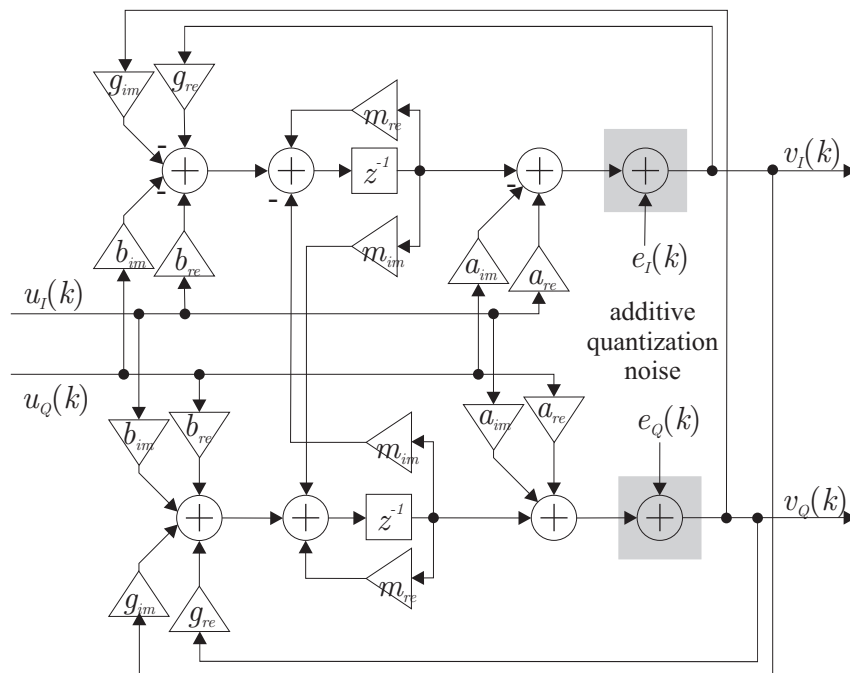 g_im g_re
m_re
- + - + z^-1 + - + v_I(k)
-
b_im b_re m_im a_im a_re e_I(k)
u_I(k)
additive
quantization
noise
u_Q(k)
b_im b_re a_im a_re e_Q(k)
m_im
+ + z^-1 + + v_Q(k)
g_im g_re m_re